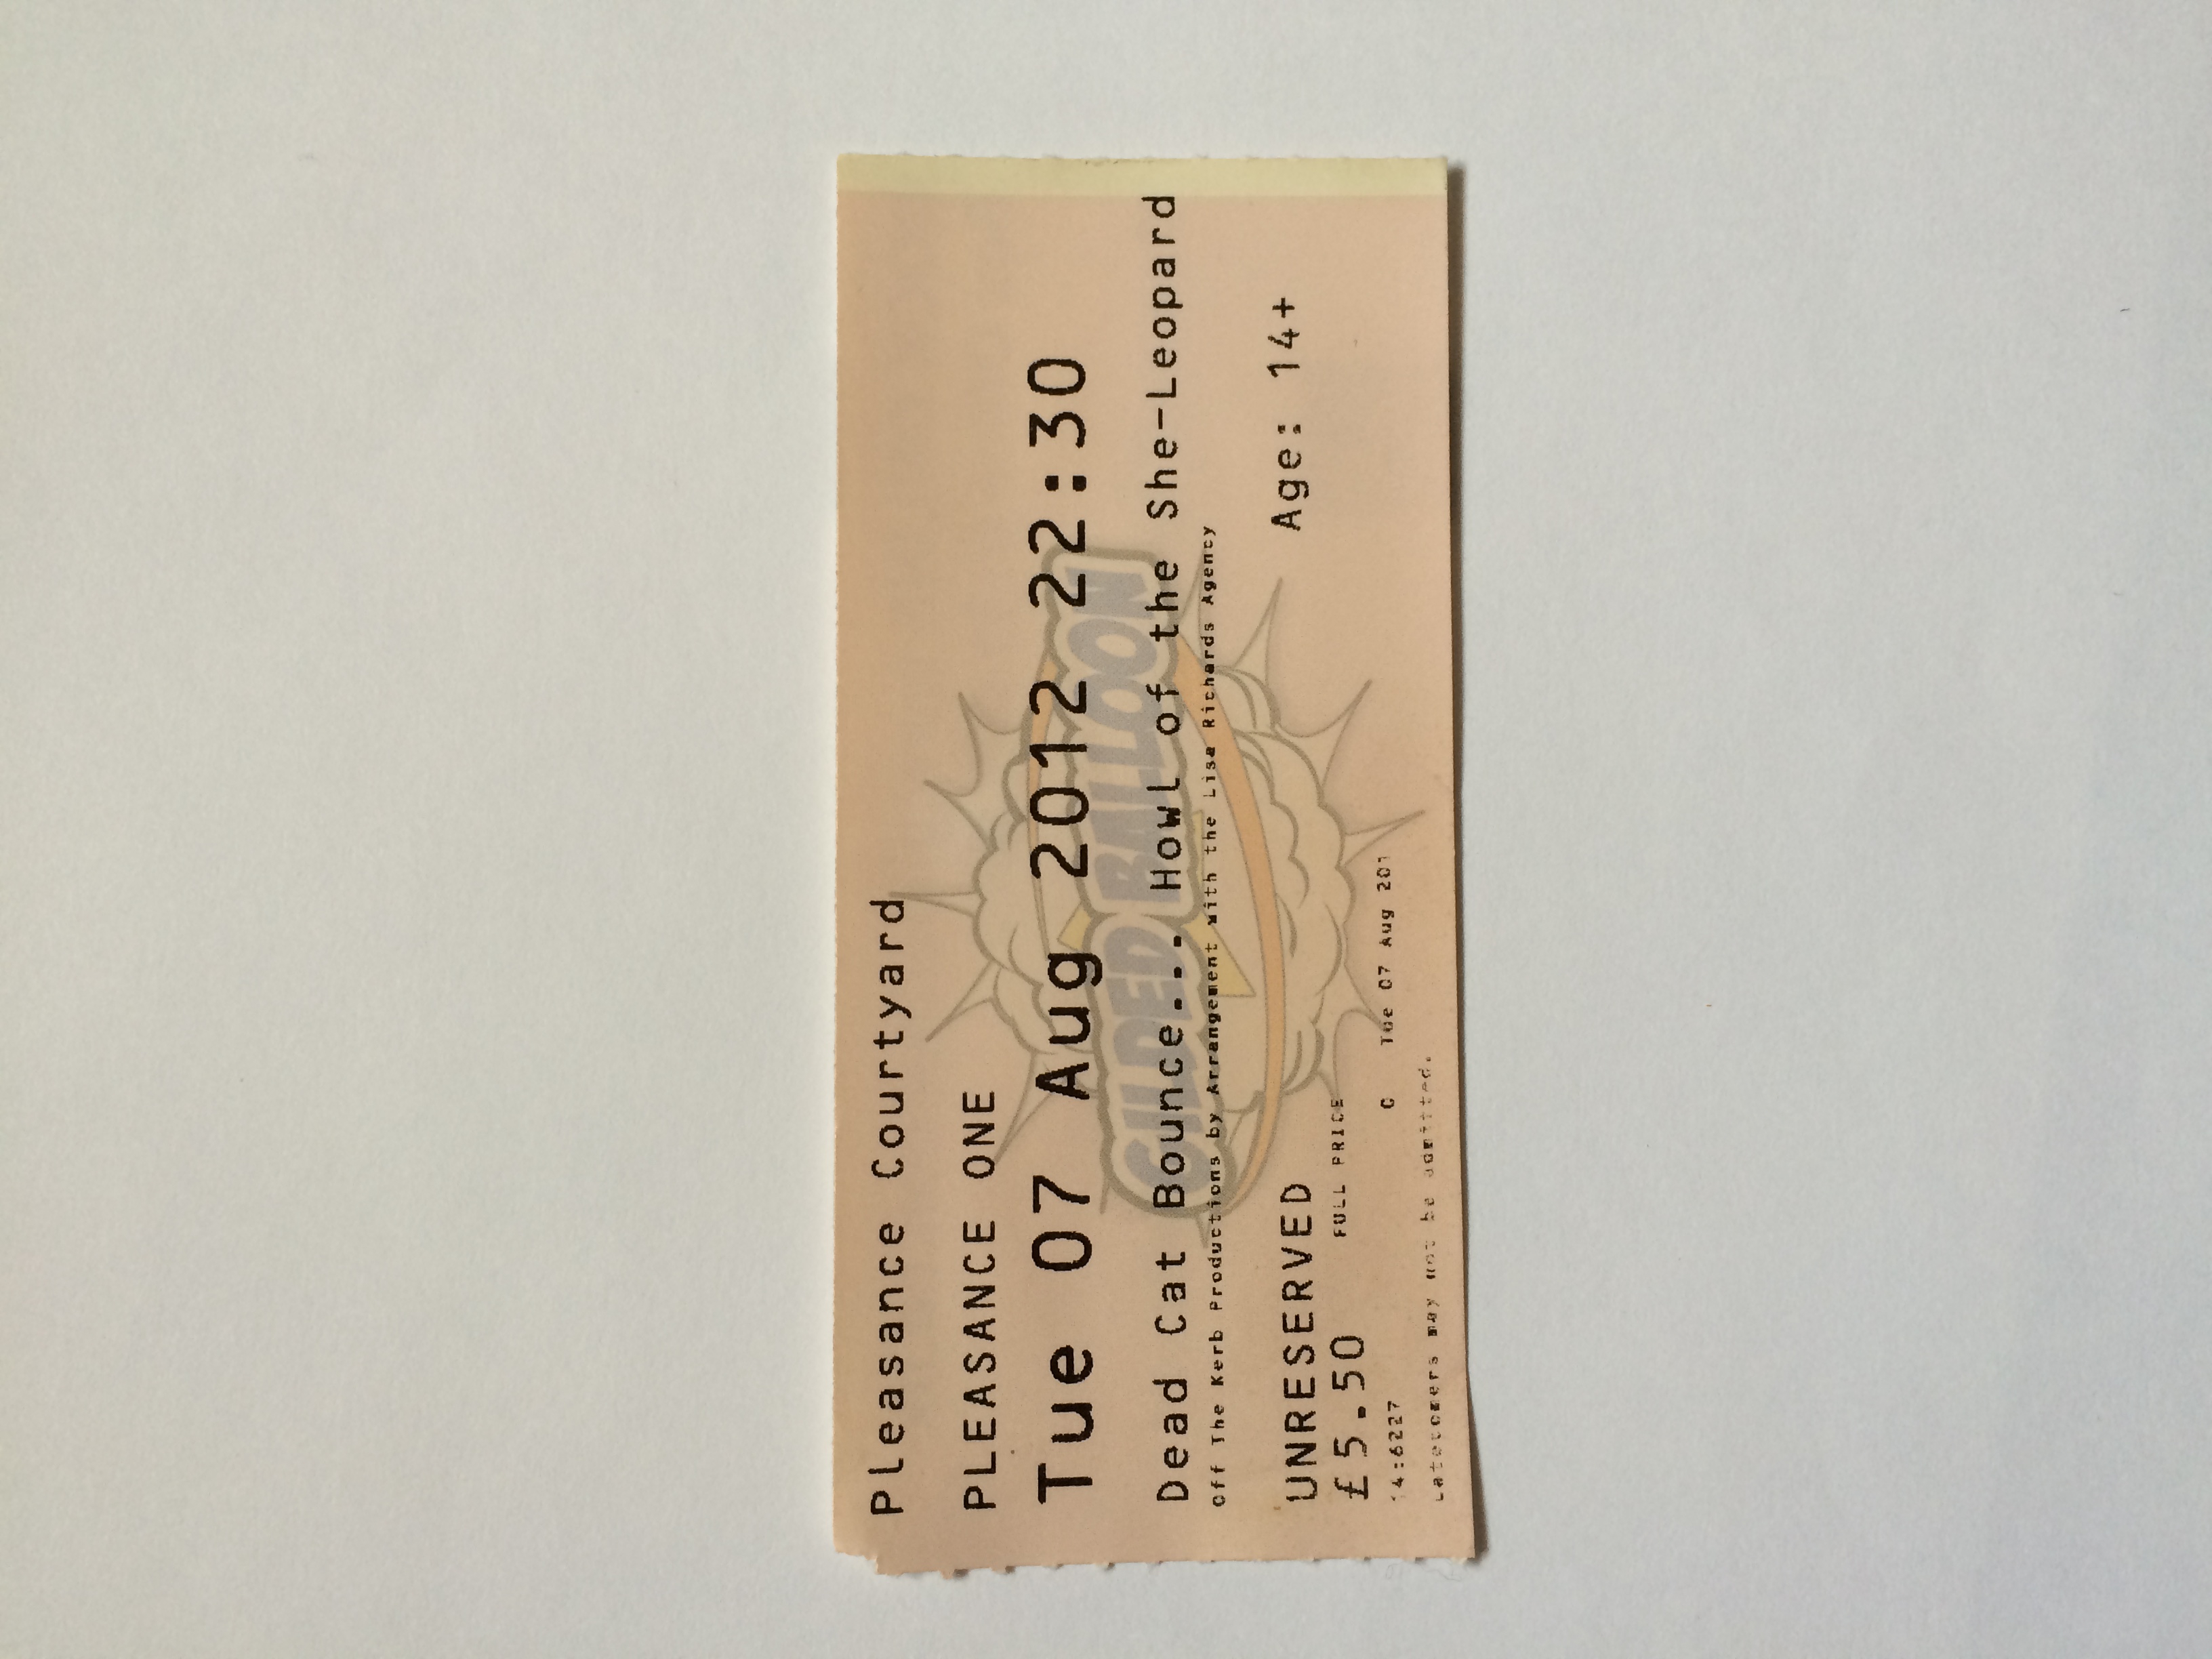 Pleasance Courtyard
PLEASANCE ONE
Tue 07 Aug 2012 22:30
Dead Cat Bounce... Howl of the She-Leopard
Off The Kerb Productions by Arrangement with the Lisa Richards Agency
Age: 14+
UNRESERVED
£5.50 FULL PRICE
14:6227 C Tue 07 Aug 201
Latecomers may not be admitted.
GILDED BALLOON